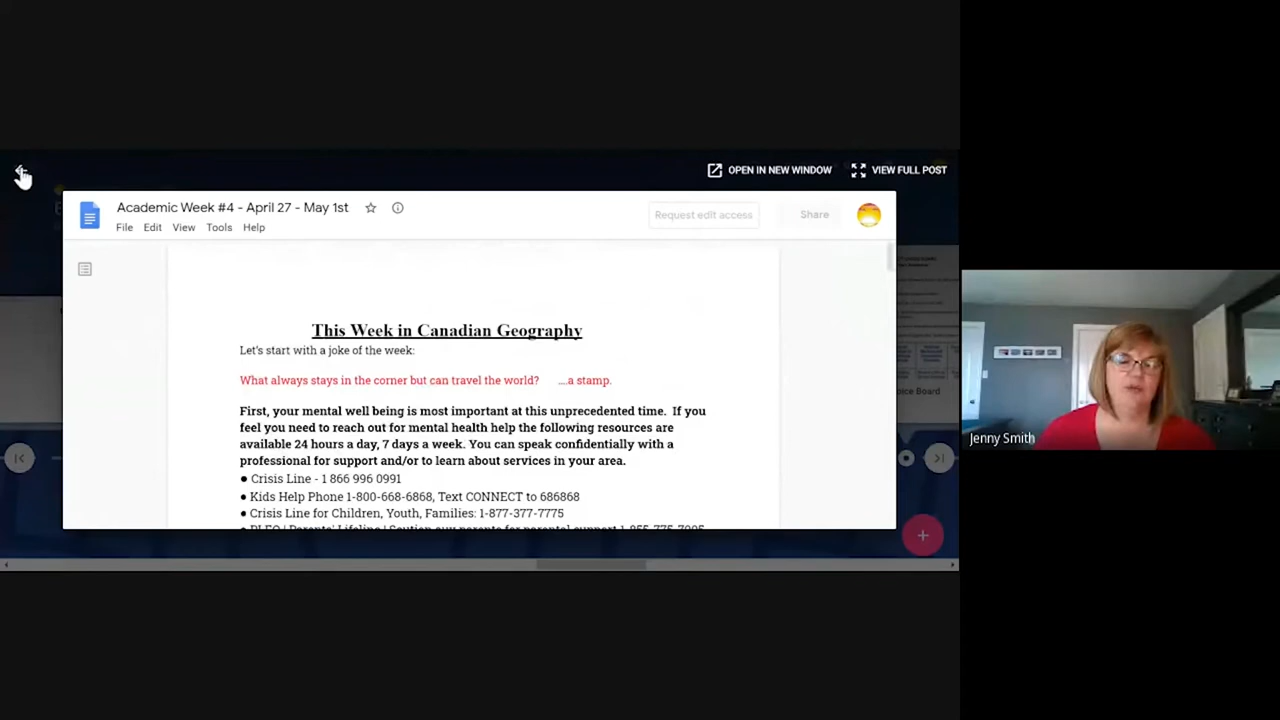 OPEN IN NEW WINDOW VIEW FULL POST
Academic Week #4 - April 27 - May 1st
Request edit access
Share
File Edit View Tools Help
This Week in Canadian Geography
Let's start with a joke of the week:
What always stays in the corner but can travel the world? ....a stamp.
First, your mental well being is most important at this unprecedented time. If you
feel you need to reach out for mental health help the following resources are
available 24 hours a day, 7 days a week. You can speak confidentially with a
professional for support and/or to learn about services in your area.
● Crisis Line - 1 866 996 0991
● Kids Help Phone 1-800-668-6868, Text CONNECT to 686868
● Crisis Line for Children, Youth, Families: 1-877-377-7775
oice Board
Jenny Smith